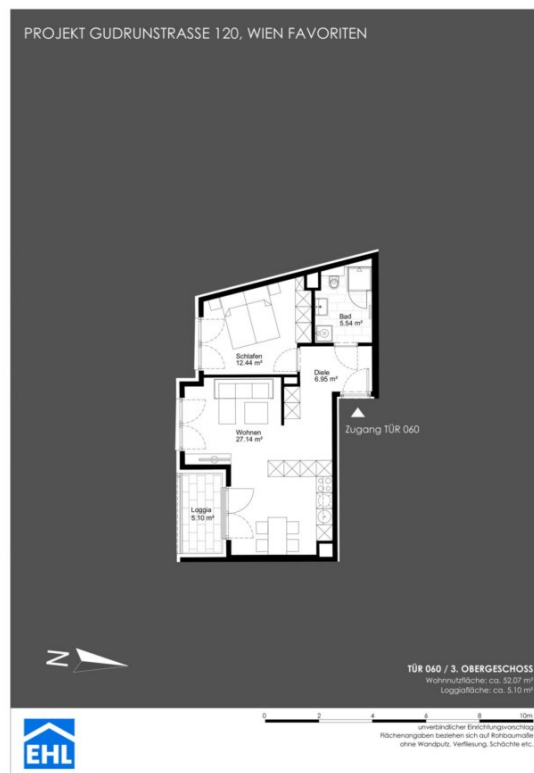 PROJEKT GUDRUNSTRASSE 120, WIEN FAVORITEN
Bad
5.54 m²
Schlafen
12.44 m²
Diele
6.95 m²
Zugang TÜR 060
Wohnen
27.14 m²
Loggia
5.10 m²
N
TÜR 060 / 3. OBERGESCHOSS
Wohnnutzfläche: ca. 52.07 m²
Loggiafläche: ca. 5.10 m²
0 2 4 6 8 10m
unverbindlicher Einrichtungsvorschlag
Flächenangaben beziehen sich auf Rohbaumaße
ohne Wandputz, Verfliesung, Schächte etc.
EHL